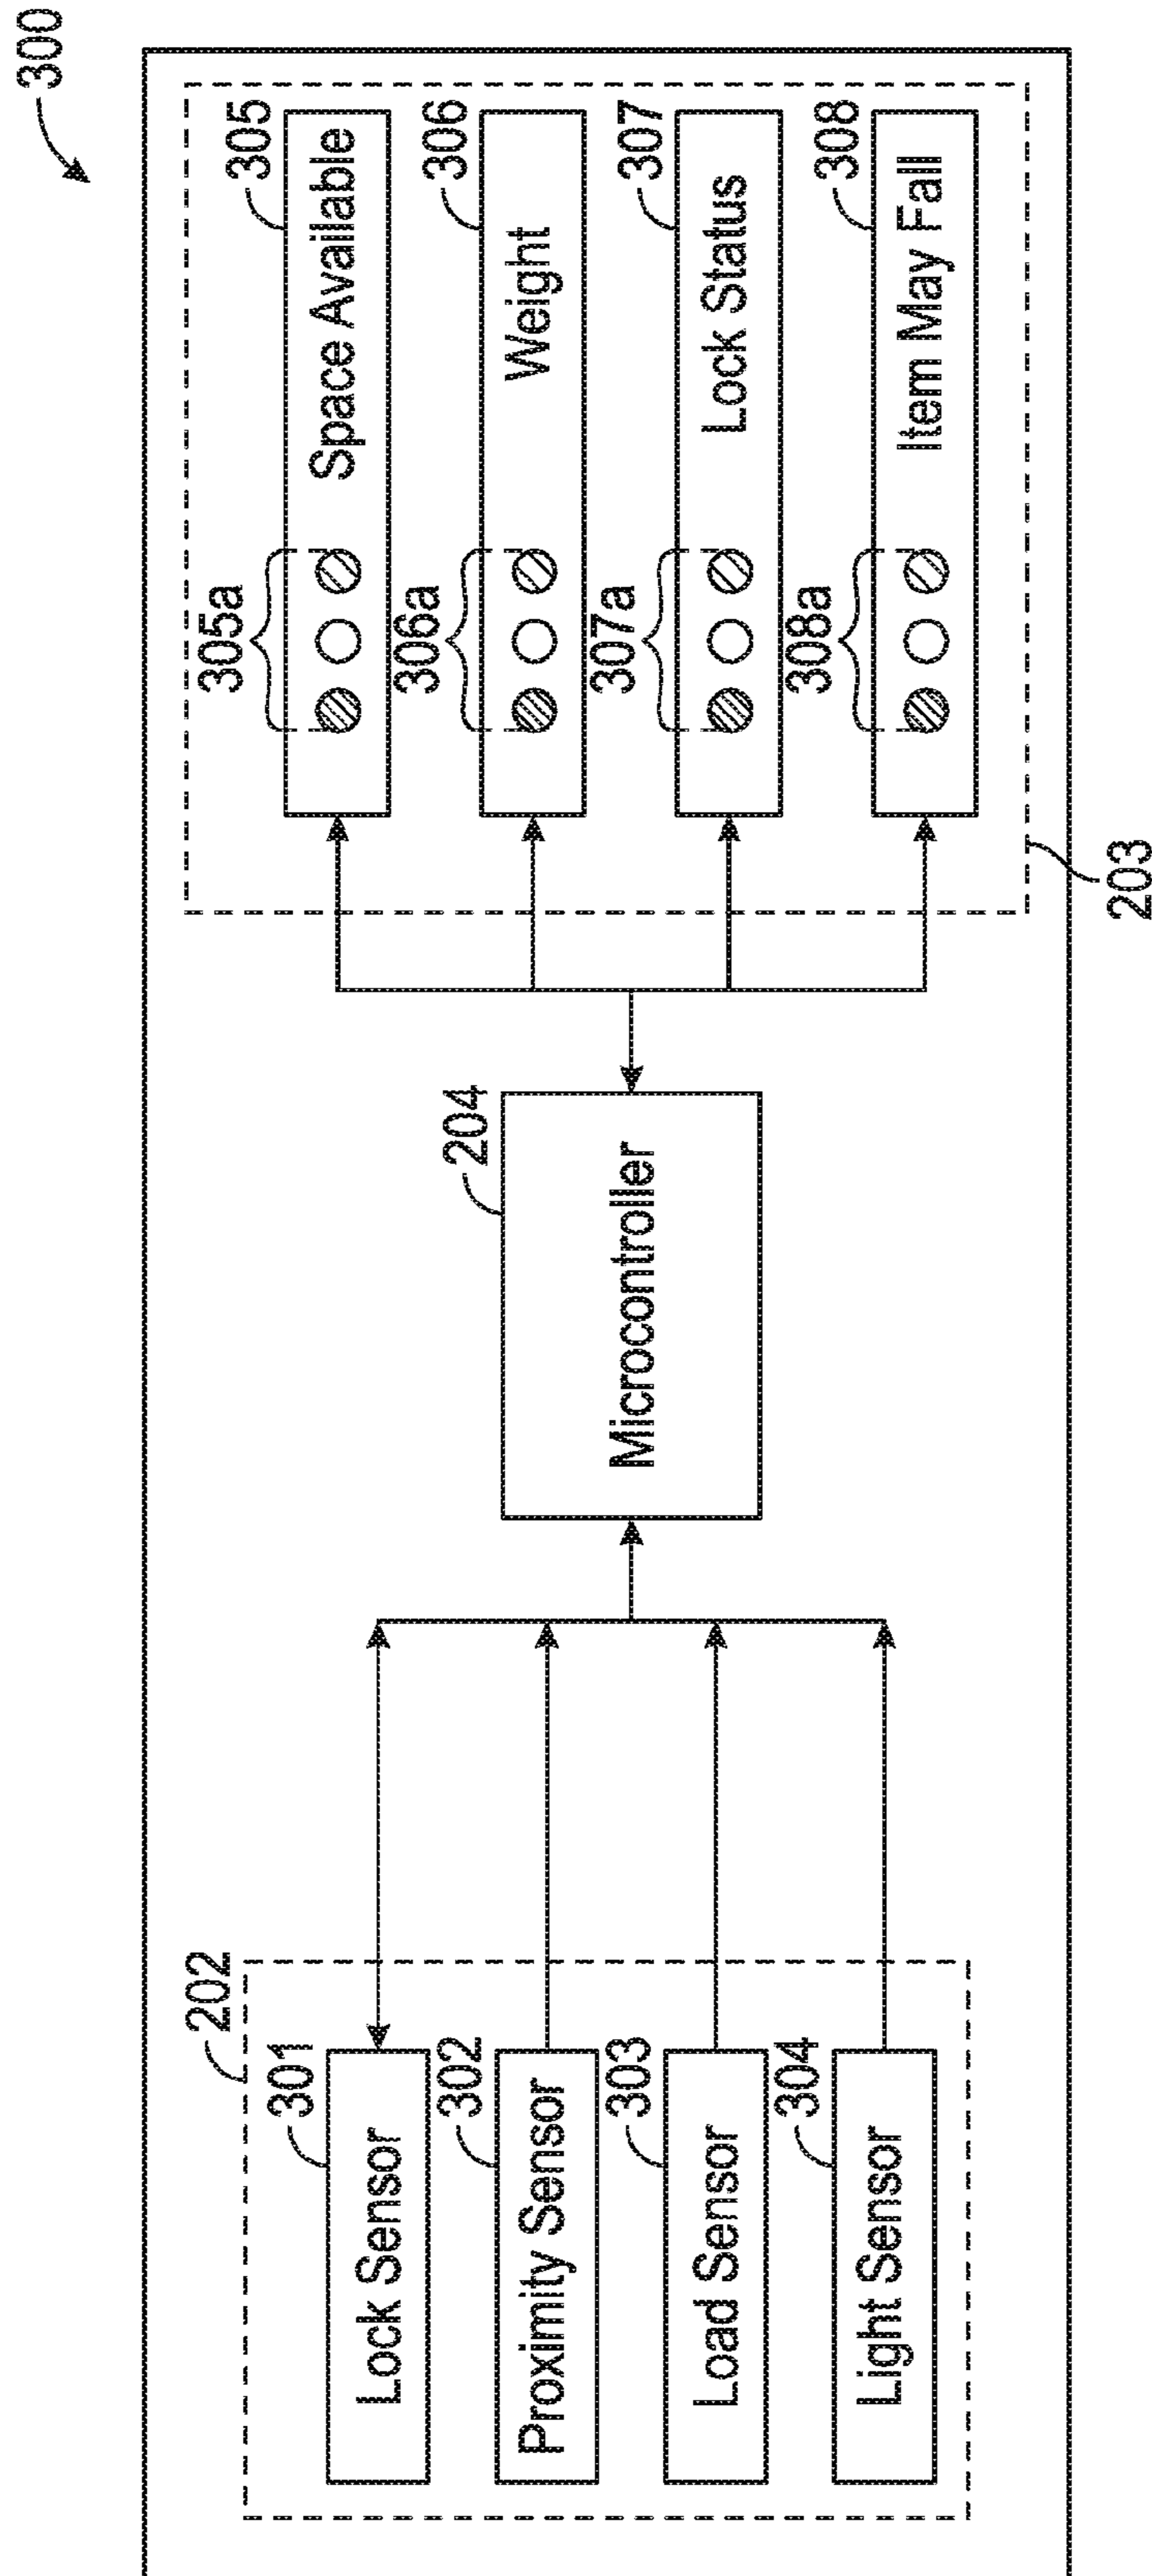 300
202
301
Lock Sensor
302
Proximity Sensor
303
Load Sensor
304
Light Sensor
204
Microcontroller
203
305
305a
Space Available
306
306a
Weight
307
307a
Lock Status
308
308a
Item May Fall